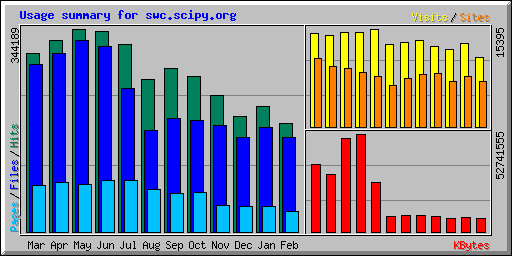 Usage summary for swc.scipy.org
Visits / Sites
344189
15395
Pages / Files / Hits
52741555
Mar Apr May Jun Jul Aug Sep Oct Nov Dec Jan Feb
KBytes